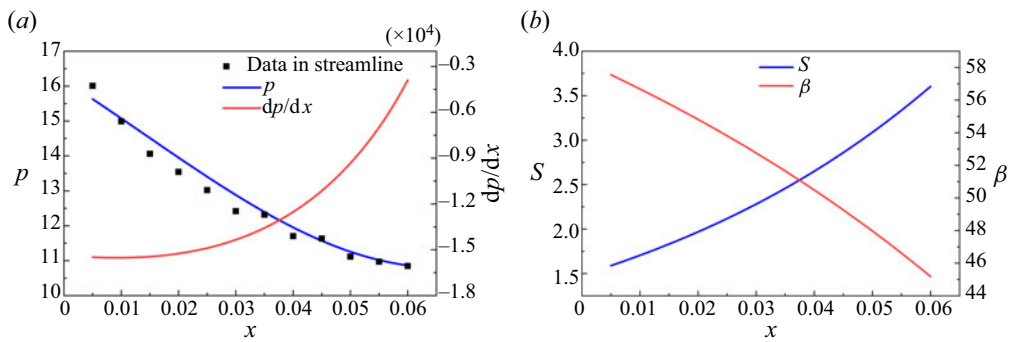 (a)
(×10⁴)
17
16
15
14
13
12
11
10
p
Data in streamline
p
dp/dx
–0.3
–0.6
–0.9
–1.2
–1.5
–1.8
dp/dx
0 0.01 0.02 0.03 0.04 0.05 0.06
x
(b)
4.0
3.5
3.0
2.5
2.0
1.5
S
S
β
58
56
54
52
50
48
46
44
β
0 0.01 0.02 0.03 0.04 0.05 0.06
x